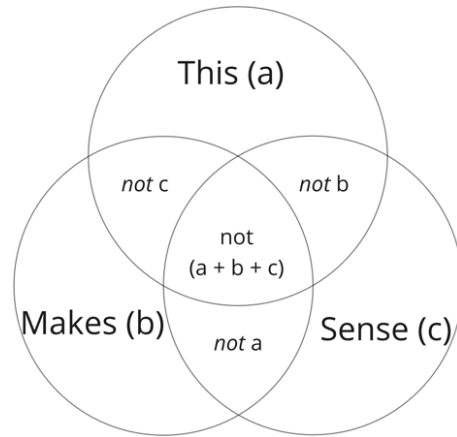 This (a)
not c
not b
not
(a + b + c)
Makes (b)
Sense (c)
not a